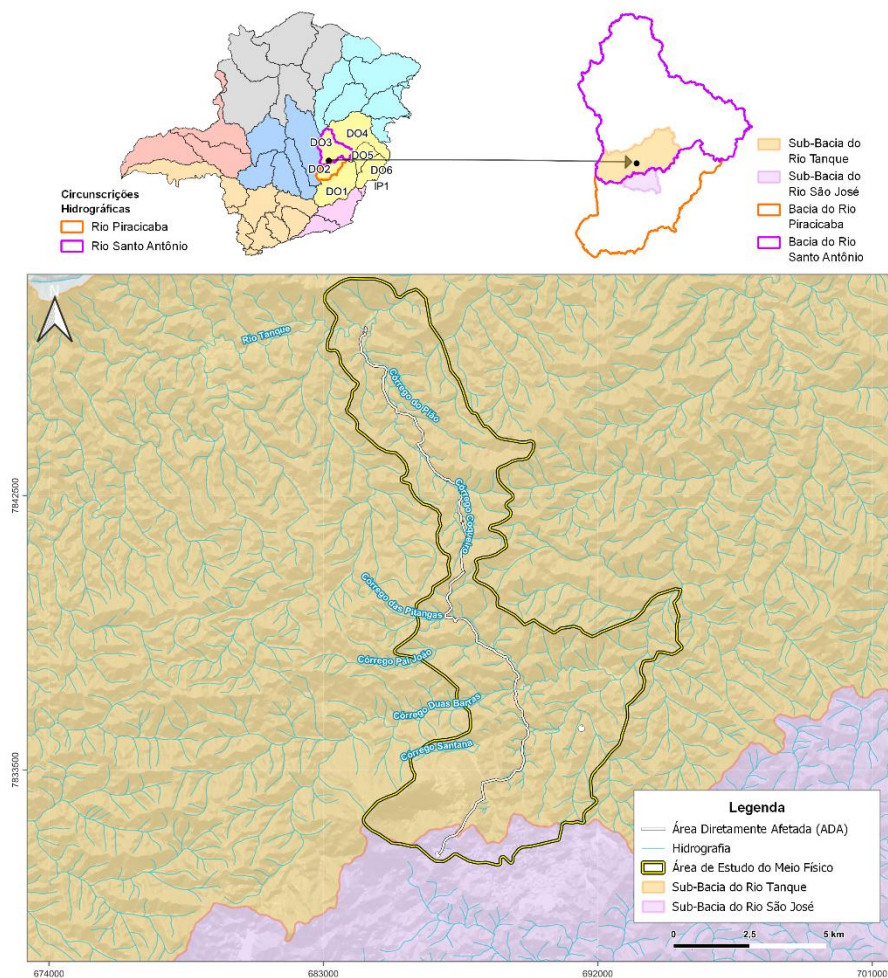 DO4
DO3
DO5
DO2
DO6
DO1
IP1
Circunscrições
Hidrográficas
Rio Piracicaba
Rio Santo Antônio
Sub-Bacia do
Rio Tanque
Sub-Bacia do
Rio São José
Bacia do Rio
Piracicaba
Bacia do Rio
Santo Antônio
N
Rio Tanque
Córrego do Pião
7842500
Córrego Coqueiro
Córrego das Pitangas
Córrego Pai João
Córrego Duas Barras
Córrego Santana
7833500
Legenda
Área Diretamente Afetada (ADA)
Hidrografia
Área de Estudo do Meio Físico
Sub-Bacia do Rio Tanque
Sub-Bacia do Rio São José
0 2,5 5 km
674000 683000 692000 701000